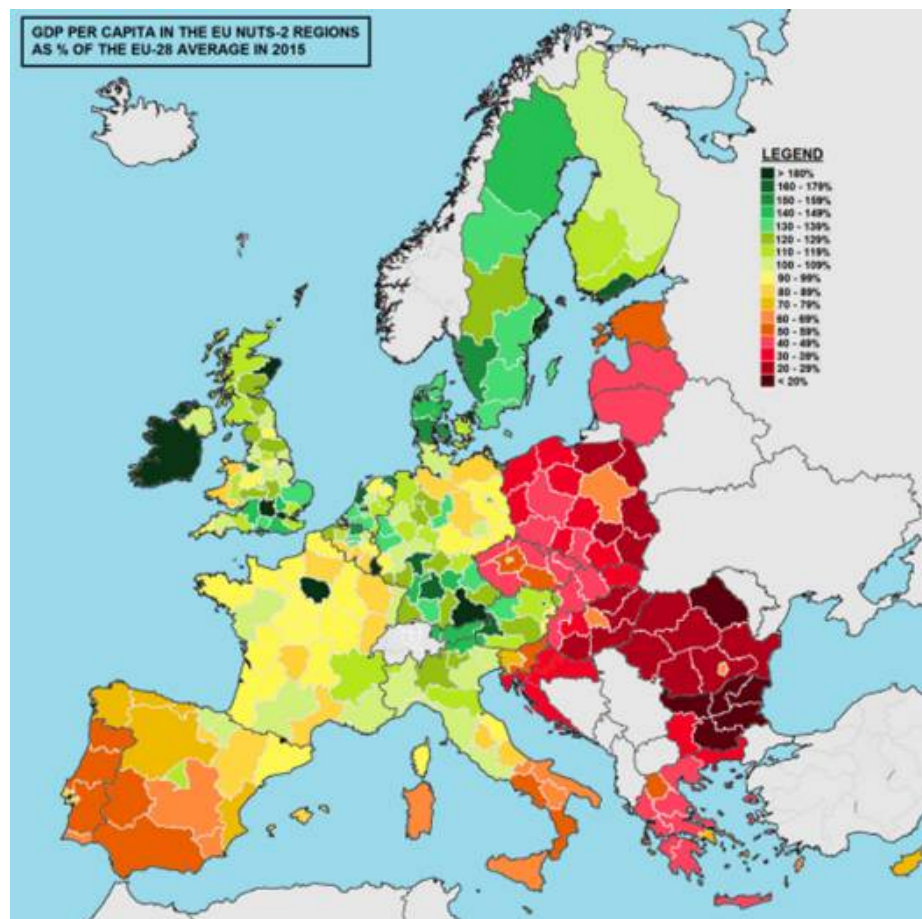 GDP PER CAPITA IN THE EU NUTS-2 REGIONS
AS % OF THE EU-28 AVERAGE IN 2015
LEGEND
> 180%
160 - 179%
150 - 159%
140 - 149%
130 - 139%
120 - 129%
110 - 119%
100 - 109%
90 - 99%
80 - 89%
70 - 79%
60 - 69%
50 - 59%
40 - 49%
30 - 39%
20 - 29%
< 20%